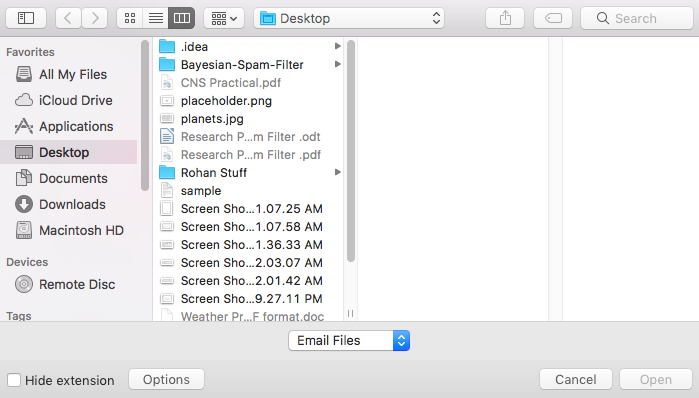 Desktop
Search
Favorites
All My Files
iCloud Drive
Applications
Desktop
Documents
Downloads
Macintosh HD
Devices
Remote Disc
Tags
.idea
Bayesian-Spam-Filter
CNS Practical.pdf
placeholder.png
planets.jpg
Research P...m Filter .odt
Research P...m Filter .pdf
Rohan Stuff
sample
Screen Sho...1.07.25 AM
Screen Sho...1.07.58 AM
Screen Sho...1.36.33 AM
Screen Sho...2.03.07 AM
Screen Sho...2.01.42 AM
Screen Sho...9.27.11 PM
Weather Pr...F format.doc
Email Files
Hide extension
Options
Cancel
Open